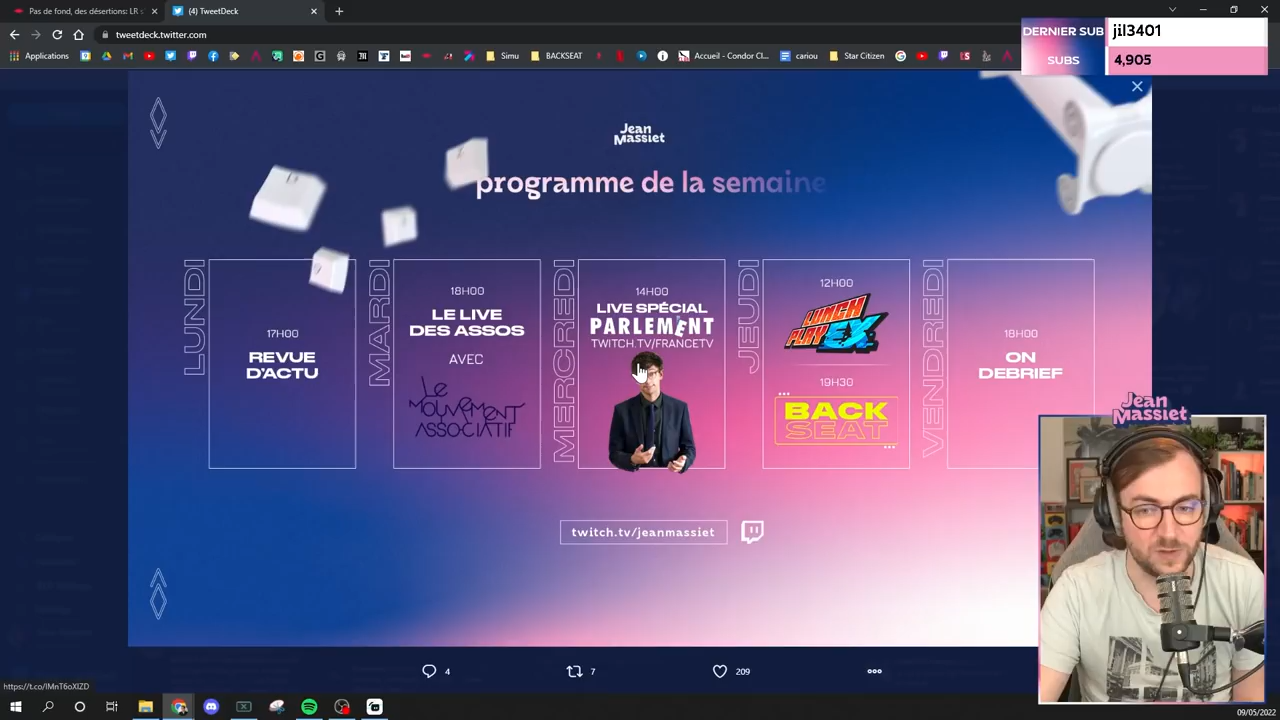 Pas de fond, des désertions: LR s'
(4) TweetDeck
tweetdeck.twitter.com
Applications
Simu
BACKSEAT
Accueil - Condor Cl...
cariou
Star Citizen
DERNIER SUB
jil3401
SUBS
4,905
Jean
Massiet
programme de la semaine
LUNDI
17H00
REVUE
D'ACTU
MARDI
18H00
LE LIVE
DES ASSOS
AVEC
Le
Mouvement
associatif
MERCREDI
14H00
LIVE SPÉCIAL
PARLEMENT
TWITCH.TV/FRANCETV
JEUDI
12H00
LUNCH
PLAY EX
19H30
BACK
SEAT
VENDREDI
18H00
ON
DEBRIEF
twitch.tv/jeanmassiet
Jean
Massiet
4
7
209
https://t.co/IMnT6oXIZD
09/05/2022